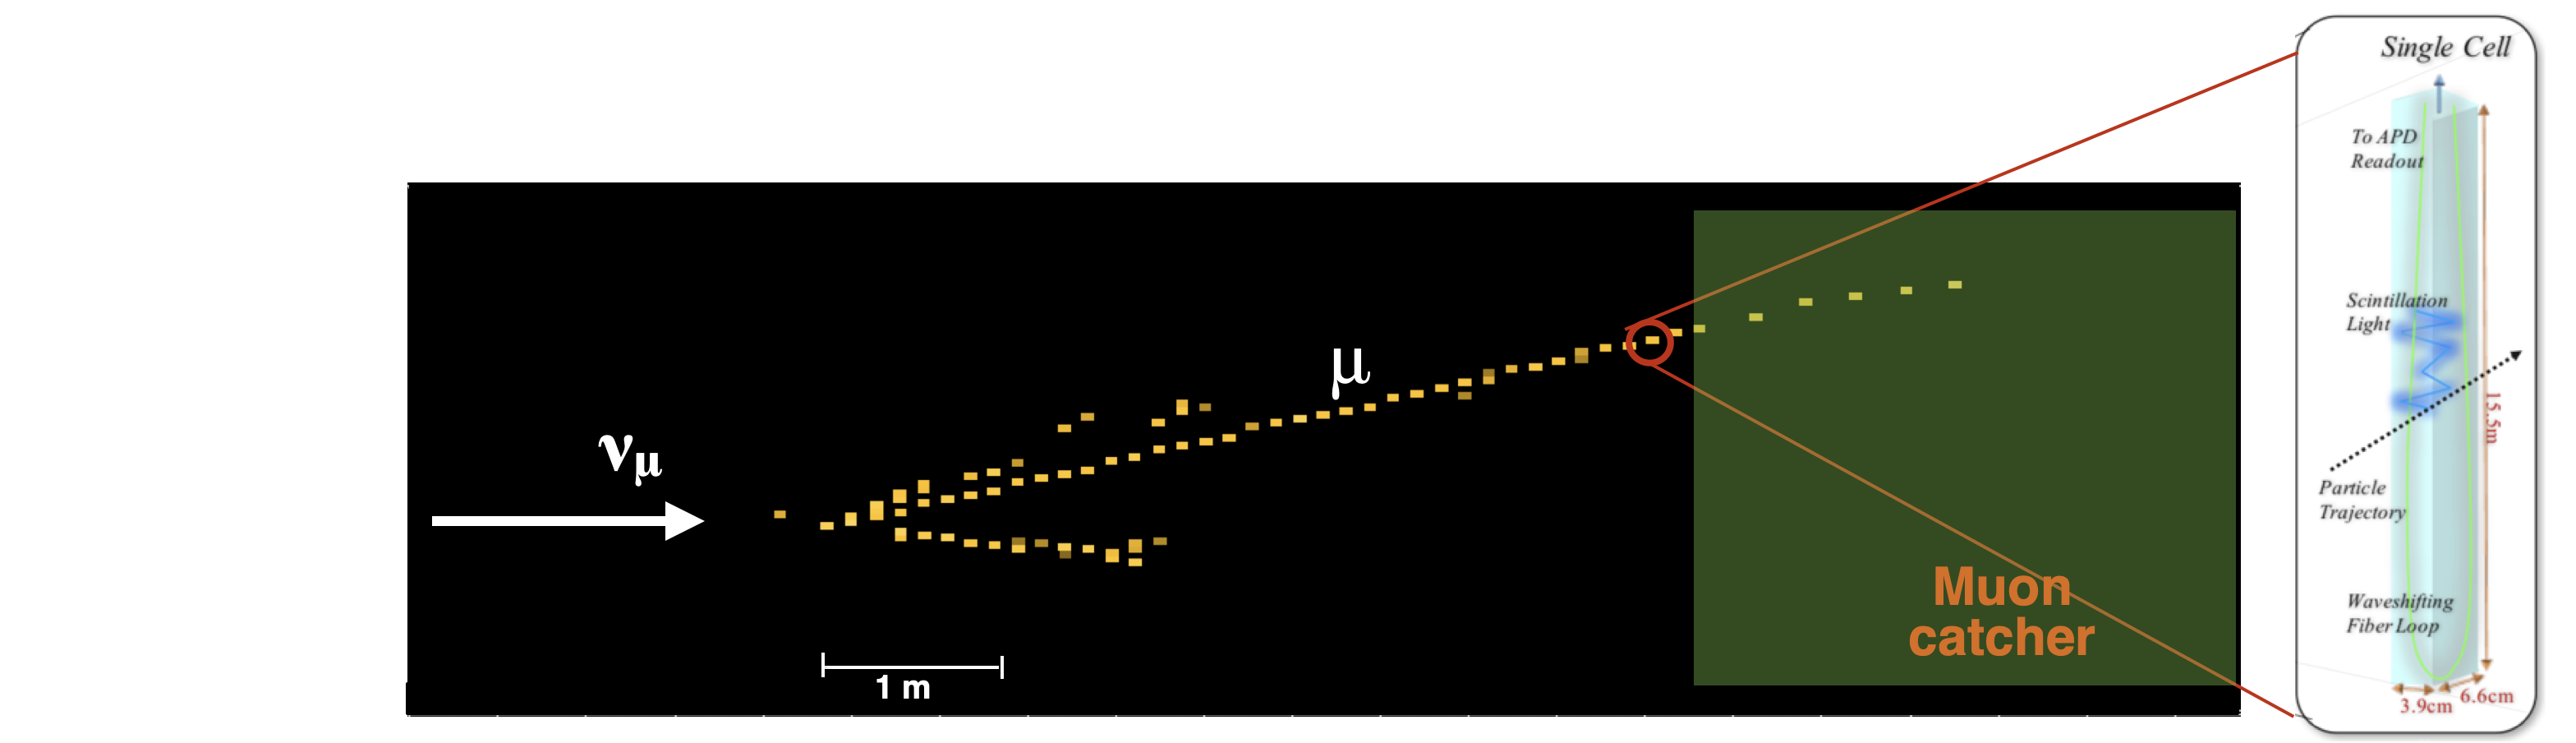 Single Cell
To APD
Readout
Scintillation
Light
15.5m
Particle
Trajectory
Waveshifting
Fiber Loop
3.9cm
6.6cm
νμ
μ
1 m
Muon
catcher